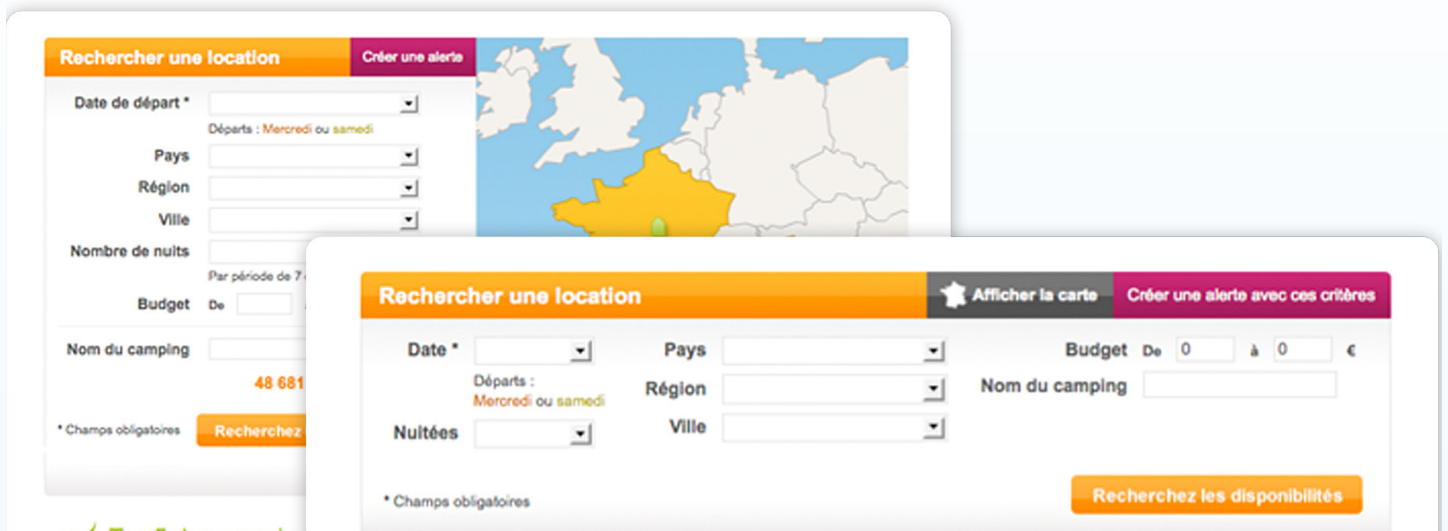 Rechercher une location
Créer une alerte
Date de départ *
Départs : Mercredi ou samedi
Pays
Région
Ville
Nombre de nuits
Par période de 7
Budget De
Nom du camping
48 681
* Champs obligatoires
Recherchez
Rechercher une location
Afficher la carte
Créer une alerte avec ces critères
Date *
Pays
Budget De 0 à 0 €
Départs :
Mercredi ou samedi
Région
Nom du camping
Nuitées
Ville
* Champs obligatoires
Recherchez les disponibilités